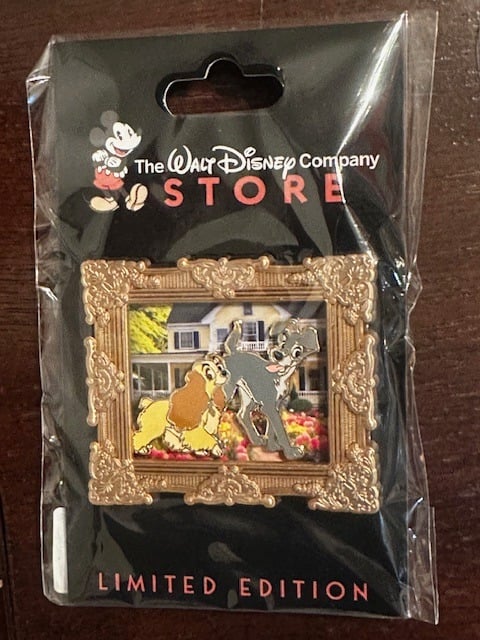 The Walt Disney Company
STORE
LIMITED EDITION